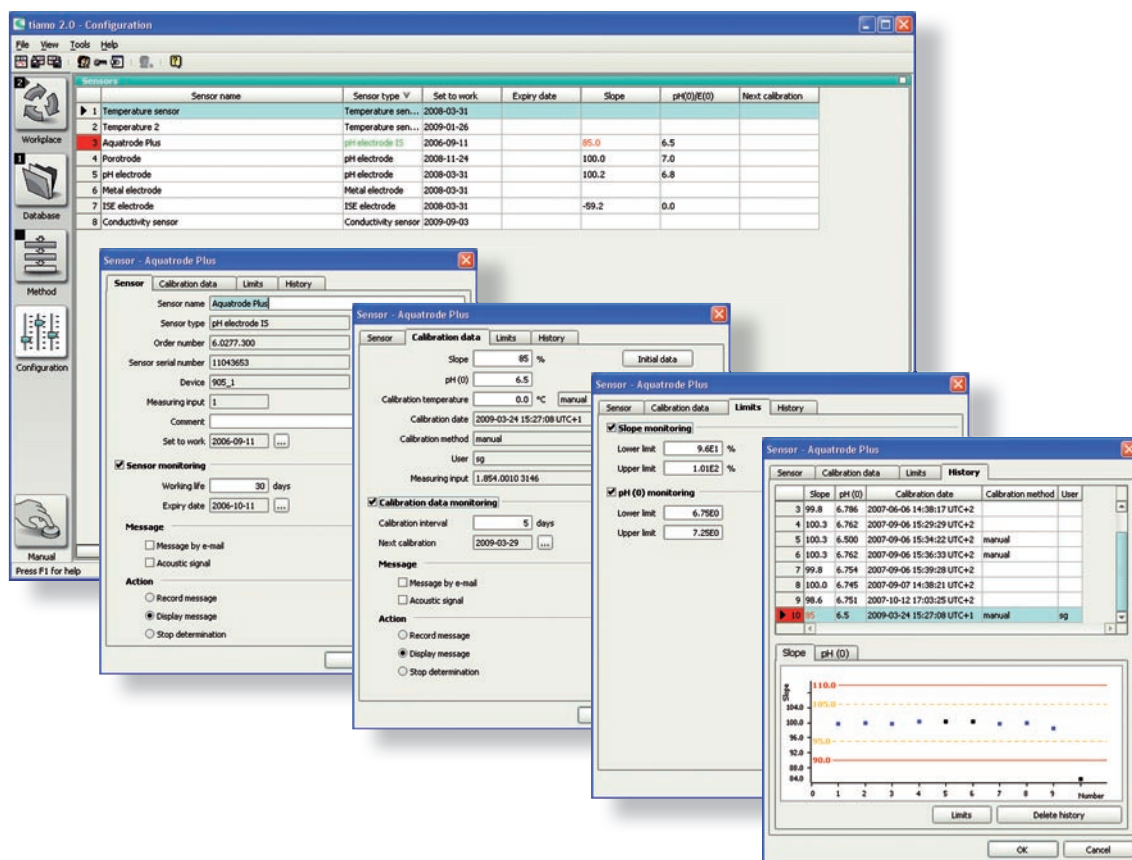 tiamo 2.0 - Configuration
File View Tools Help
Sensors
Sensor name Sensor type Set to work Expiry date Slope pH(0)/E(0) Next calibration
1 Temperature sensor Temperature sen... 2008-03-31
2 Temperature 2 Temperature sen... 2009-01-26
3 Aquatrode Plus pH electrode IS 2006-09-11 85.0 6.5
4 Porotrode pH electrode 2008-11-24 100.0 7.0
5 pH electrode pH electrode 2008-03-31 100.2 6.8
6 Metal electrode Metal electrode 2008-03-31
7 ISE electrode ISE electrode 2008-03-31 -59.2 0.0
8 Conductivity sensor Conductivity sensor 2009-09-03
2
Workplace
1
Database
Method
Configuration
Manual
Press F1 for help
Sensor - Aquatrode Plus
Sensor Calibration data Limits History
Sensor name Aquatrode Plus
Sensor type pH electrode IS
Order number 6.0277.300
Sensor serial number 11043653
Device 905_1
Measuring input 1
Comment
Set to work 2006-09-11 ...
Sensor monitoring
Working life 30 days
Expiry date 2006-10-11 ...
Message
Message by e-mail
Acoustic signal
Action
Record message
Display message
Stop determination
Sensor - Aquatrode Plus
Sensor Calibration data Limits History
Slope 85 % Initial data
pH (0) 6.5
Calibration temperature 0.0 °C manual
Calibration date 2009-03-24 15:27:08 UTC+1
Calibration method manual
User sg
Measuring input 1.854.0010 3146
Calibration data monitoring
Calibration interval 5 days
Next calibration 2009-03-29 ...
Message
Message by e-mail
Acoustic signal
Action
Record message
Display message
Stop determination
Sensor - Aquatrode Plus
Sensor Calibration data Limits History
Slope monitoring
Lower limit 9.6E1 %
Upper limit 1.01E2 %
pH (0) monitoring
Lower limit 6.75E0
Upper limit 7.25E0
Sensor - Aquatrode Plus
Sensor Calibration data Limits History
Slope pH (0) Calibration date Calibration method User
3 99.8 6.786 2007-06-06 14:38:17 UTC+2
4 100.3 6.762 2007-09-06 15:29:29 UTC+2
5 100.3 6.500 2007-09-06 15:34:22 UTC+2 manual
6 100.3 6.762 2007-09-06 15:36:33 UTC+2 manual
7 99.8 6.754 2007-09-06 15:39:28 UTC+2
8 100.0 6.745 2007-09-07 14:38:21 UTC+2
9 98.6 6.751 2007-10-12 17:03:25 UTC+2
10 85 6.5 2009-03-24 15:27:08 UTC+1 manual sg
Slope pH (0)
Slope
110.0
105.0
104.0
100.0
96.0
95.0
92.0
90.0
88.0
84.0
0 1 2 3 4 5 6 7 8 9 Number
Limits Delete history
OK Cancel